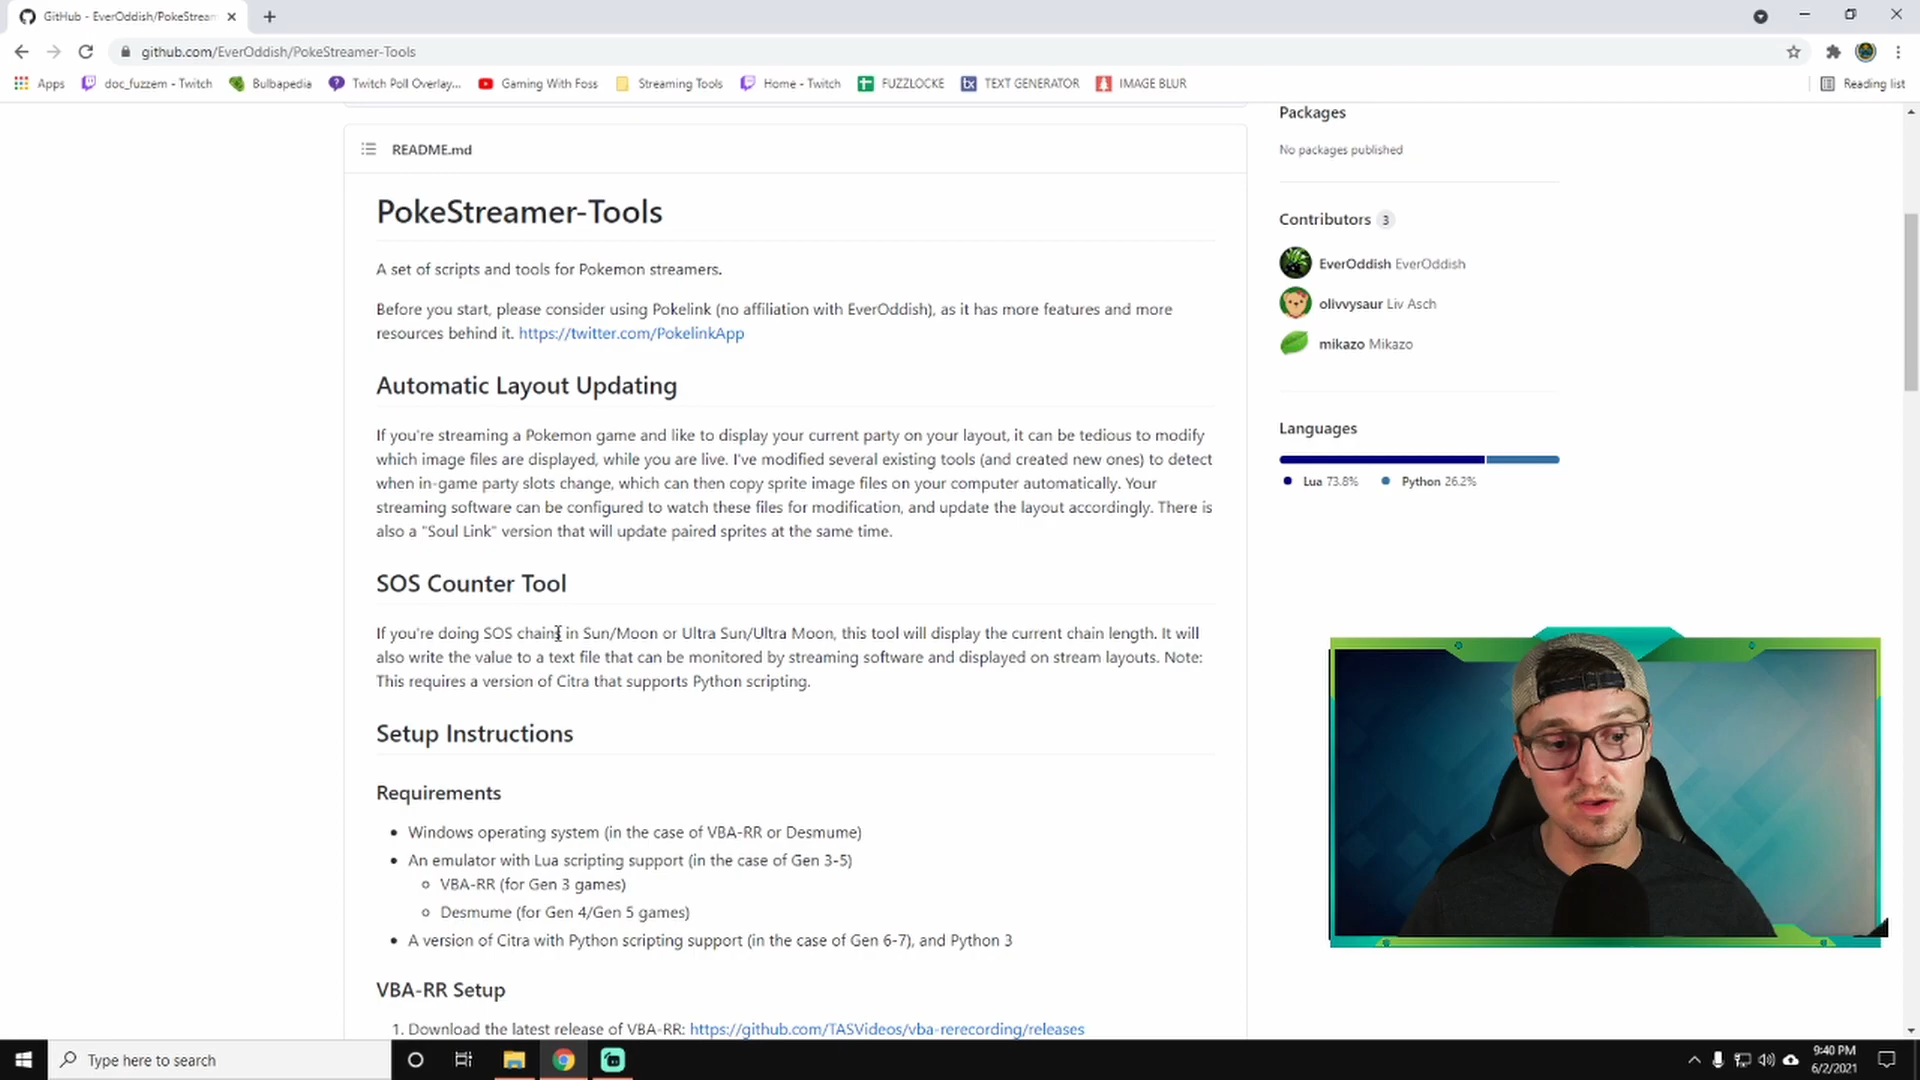 GitHub - EverOddish/PokeStream
github.com/EverOddish/PokeStreamer-Tools
Apps
doc_fuzzem - Twitch
Bulbapedia
Twitch Poll Overlay...
Gaming With Foss
Streaming Tools
Home - Twitch
FUZZLOCKE
bx TEXT GENERATOR
IMAGE BLUR
Reading list
README.md
PokeStreamer-Tools
A set of scripts and tools for Pokemon streamers.
Before you start, please consider using Pokelink (no affiliation with EverOddish), as it has more features and more
resources behind it. https://twitter.com/PokelinkApp
Automatic Layout Updating
If you're streaming a Pokemon game and like to display your current party on your layout, it can be tedious to modify
which image files are displayed, while you are live. I've modified several existing tools (and created new ones) to detect
when in-game party slots change, which can then copy sprite image files on your computer automatically. Your
streaming software can be configured to watch these files for modification, and update the layout accordingly. There is
also a "Soul Link" version that will update paired sprites at the same time.
SOS Counter Tool
If you're doing SOS chains in Sun/Moon or Ultra Sun/Ultra Moon, this tool will display the current chain length. It will
also write the value to a text file that can be monitored by streaming software and displayed on stream layouts. Note:
This requires a version of Citra that supports Python scripting.
Setup Instructions
Requirements
• Windows operating system (in the case of VBA-RR or Desmume)
• An emulator with Lua scripting support (in the case of Gen 3-5)
○ VBA-RR (for Gen 3 games)
○ Desmume (for Gen 4/Gen 5 games)
• A version of Citra with Python scripting support (in the case of Gen 6-7), and Python 3
VBA-RR Setup
1. Download the latest release of VBA-RR: https://github.com/TASVideos/vba-rerecording/releases
Packages
No packages published
Contributors 3
EverOddish EverOddish
olivvysaur Liv Asch
mikazo Mikazo
Languages
Lua 73.8% Python 26.2%
Type here to search
9:40 PM
6/2/2021